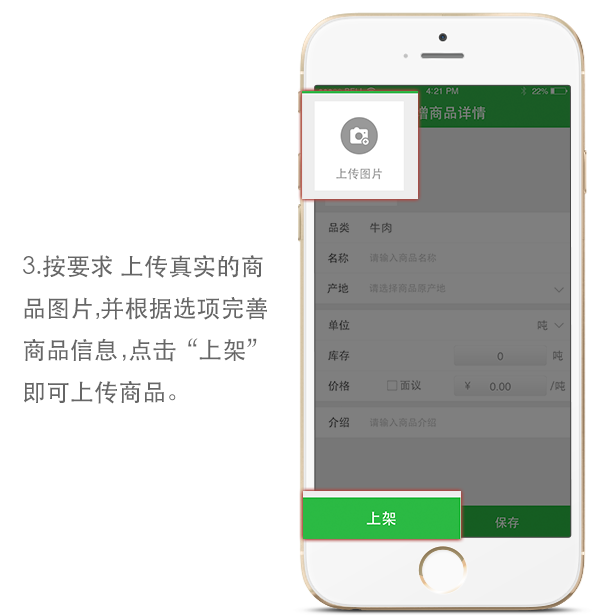 3.按要求 上传真实的商
品图片,并根据选项完善
商品信息,点击“上架”
即可上传商品。
4:21 PM
22%
增商品详情
上传图片
品类 牛肉
名称 请输入商品名称
产地 请选择商品原产地
单位 吨
库存 0 吨
价格 面议 ¥ 0.00 /吨
介绍 请输入商品介绍
上架 保存